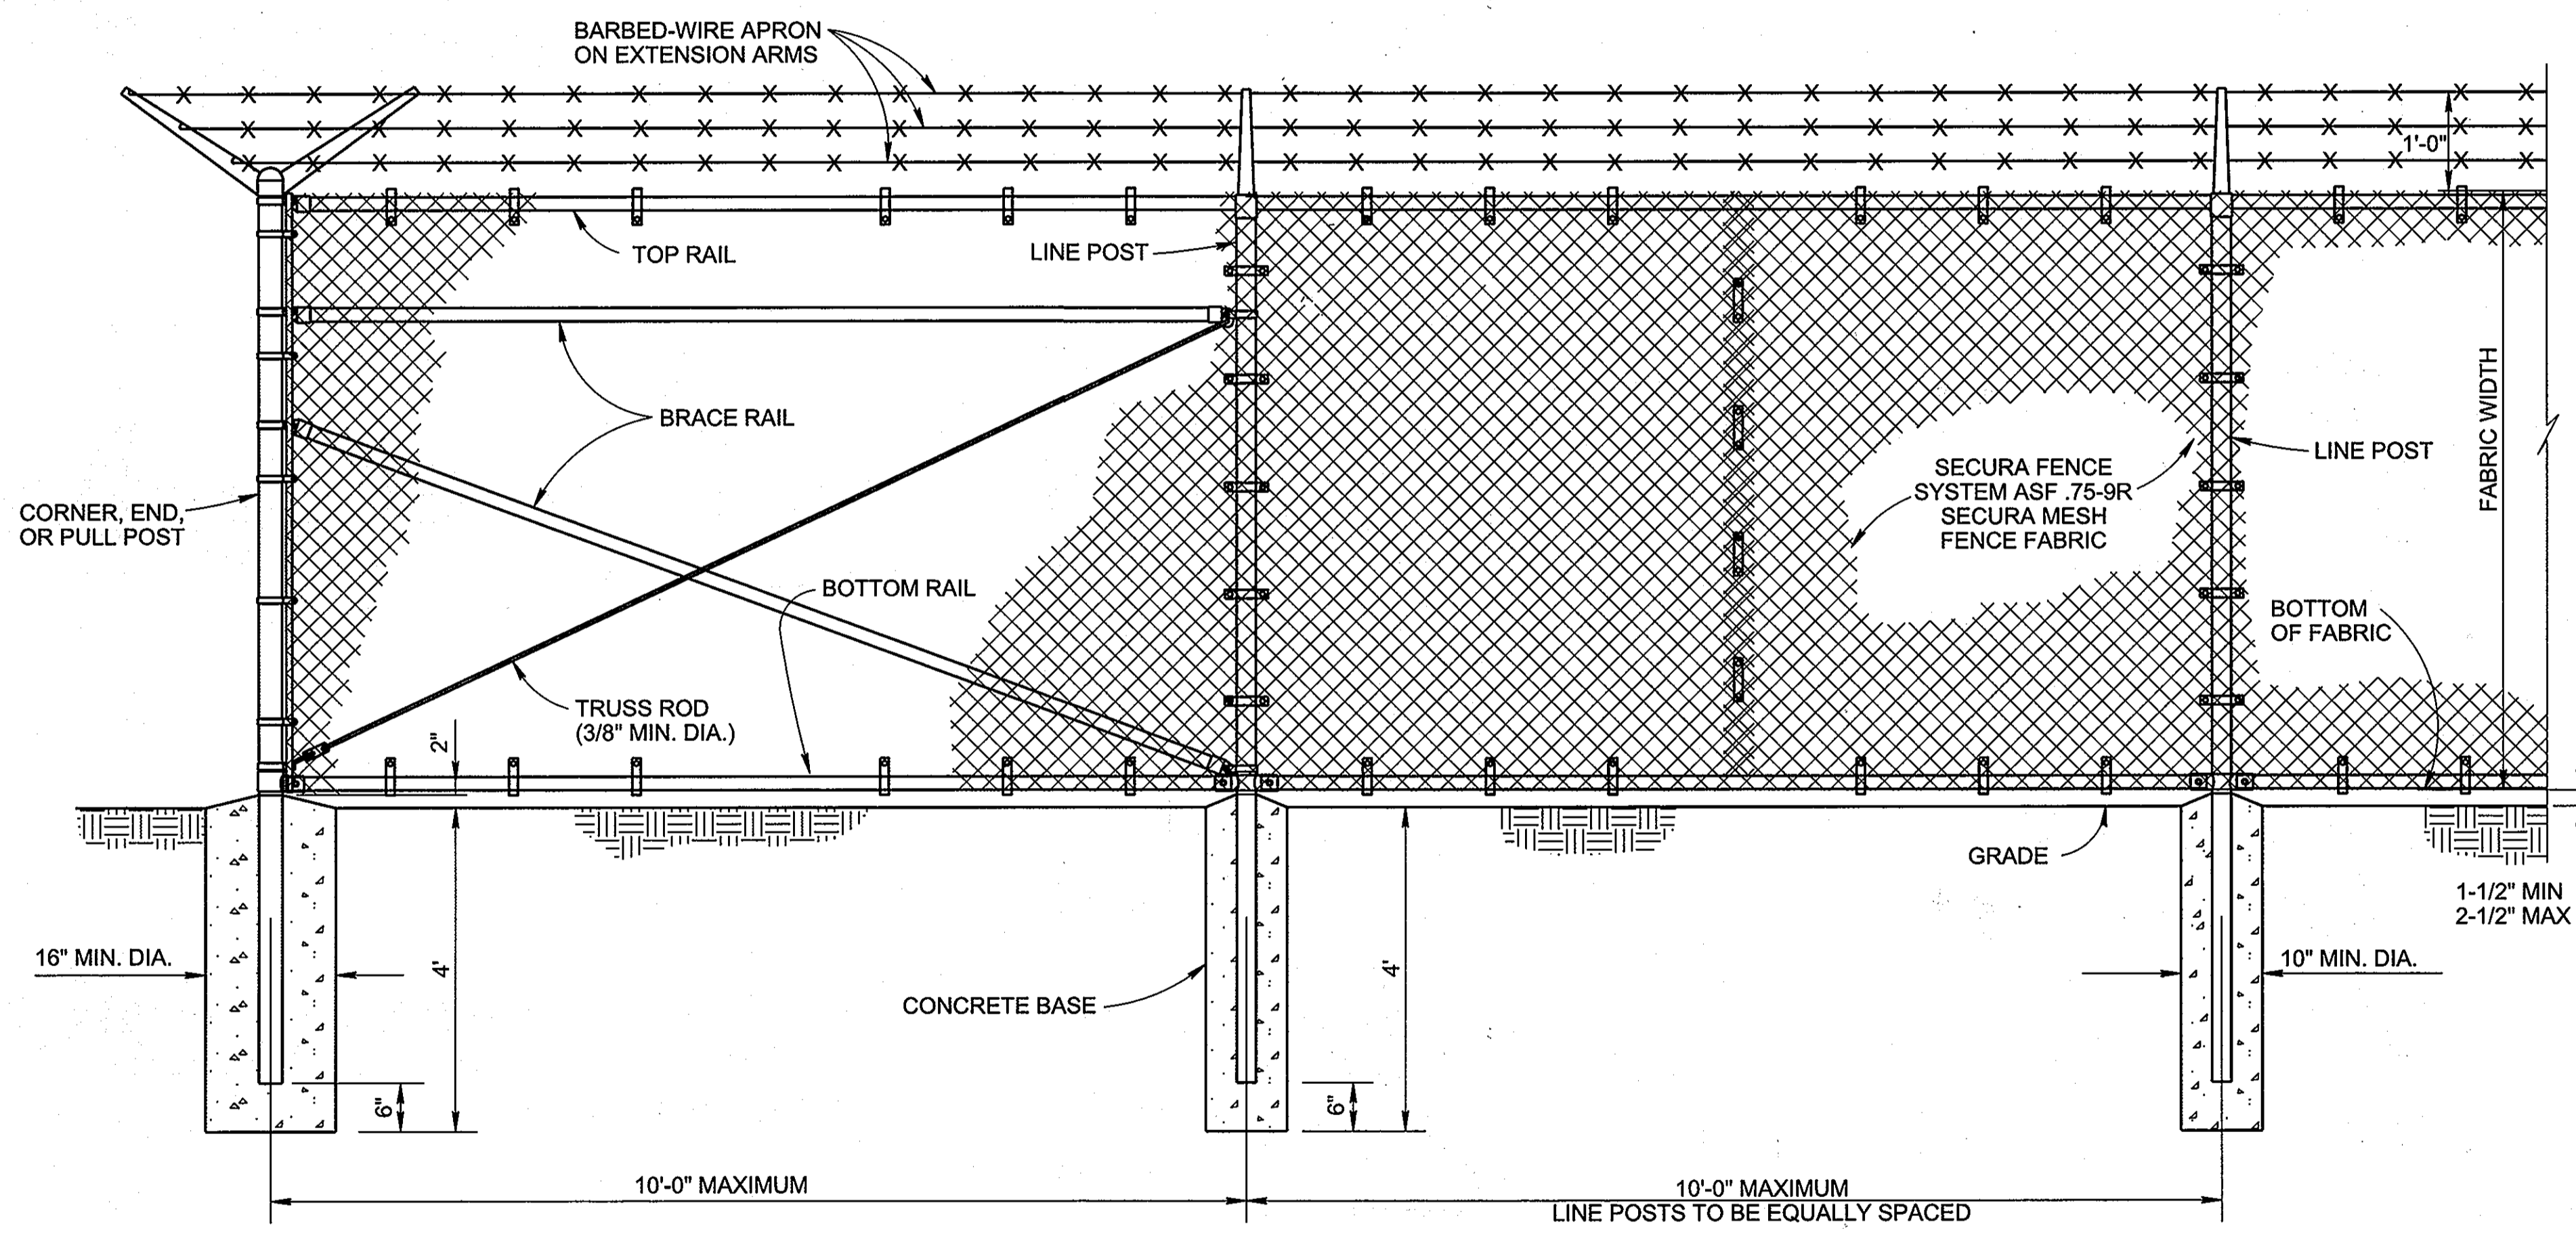 BARBED-WIRE APRON
ON EXTENSION ARMS
1'-0"
TOP RAIL
LINE POST
BRACE RAIL
FABRIC WIDTH
LINE POST
SECURA FENCE
SYSTEM ASF .75-9R
SECURA MESH
FENCE FABRIC
CORNER, END,
OR PULL POST
BOTTOM RAIL
BOTTOM
OF FABRIC
TRUSS ROD
(3/8" MIN. DIA.)
2"
GRADE
1-1/2" MIN
2-1/2" MAX
16" MIN. DIA.
4'
CONCRETE BASE
4'
10" MIN. DIA.
6"
6"
10'-0" MAXIMUM
10'-0" MAXIMUM
LINE POSTS TO BE EQUALLY SPACED